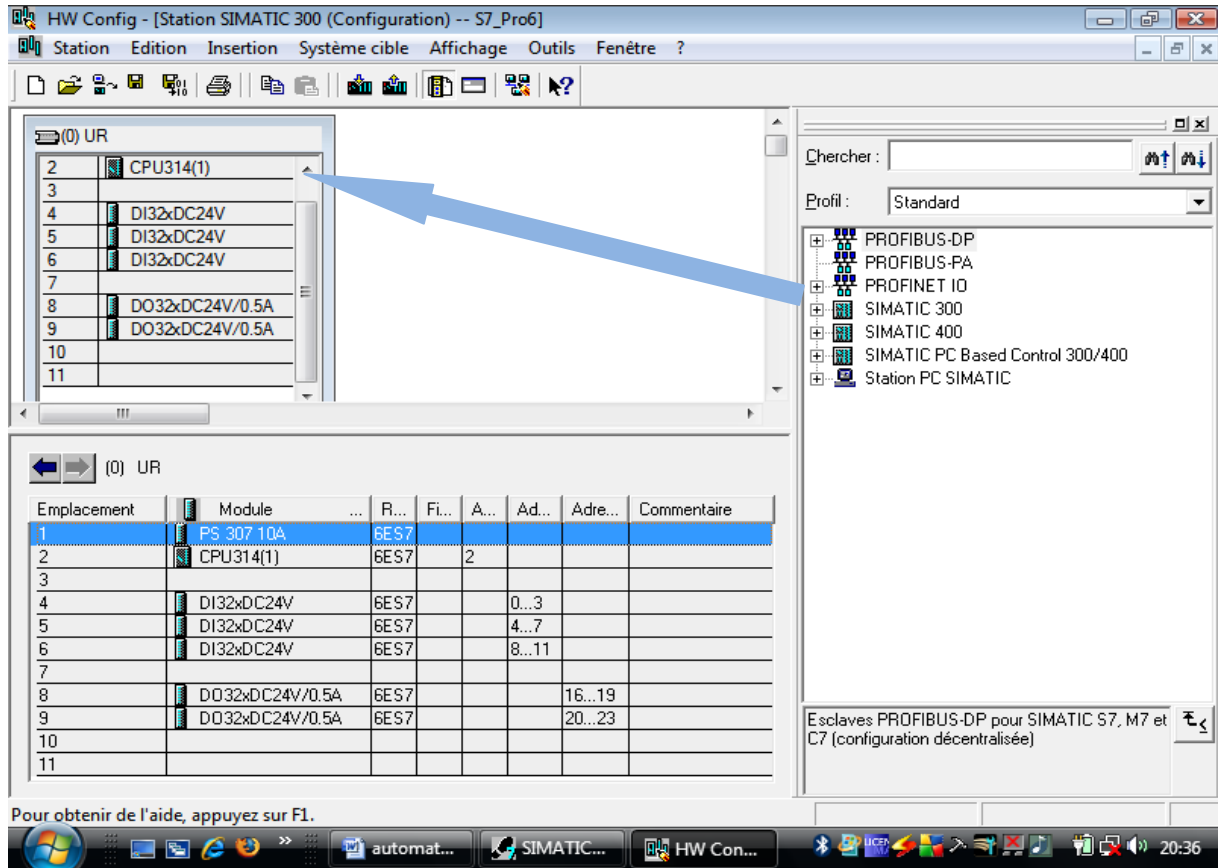 HW Config - [Station SIMATIC 300 (Configuration) -- S7_Pro6]
Station Edition Insertion Système cible Affichage Outils Fenêtre ?
(0) UR
2 CPU314(1)
3
4 DI32xDC24V
5 DI32xDC24V
6 DI32xDC24V
7
8 DO32xDC24V/0.5A
9 DO32xDC24V/0.5A
10
11
Chercher :
Profil : Standard
PROFIBUS-DP
PROFIBUS-PA
PROFINET IO
SIMATIC 300
SIMATIC 400
SIMATIC PC Based Control 300/400
Station PC SIMATIC
(0) UR
Emplacement Module ... R... Fi... A... Ad... Adre... Commentaire
1 PS 307 10A 6ES7
2 CPU314(1) 6ES7 2
3
4 DI32xDC24V 6ES7 0...3
5 DI32xDC24V 6ES7 4...7
6 DI32xDC24V 6ES7 8...11
7
8 DO32xDC24V/0.5A 6ES7 16...19
9 DO32xDC24V/0.5A 6ES7 20...23
10
11
Esclaves PROFIBUS-DP pour SIMATIC S7, M7 et
C7 (configuration décentralisée)
Pour obtenir de l'aide, appuyez sur F1.
automat... SIMATIC... HW Con... 20:36